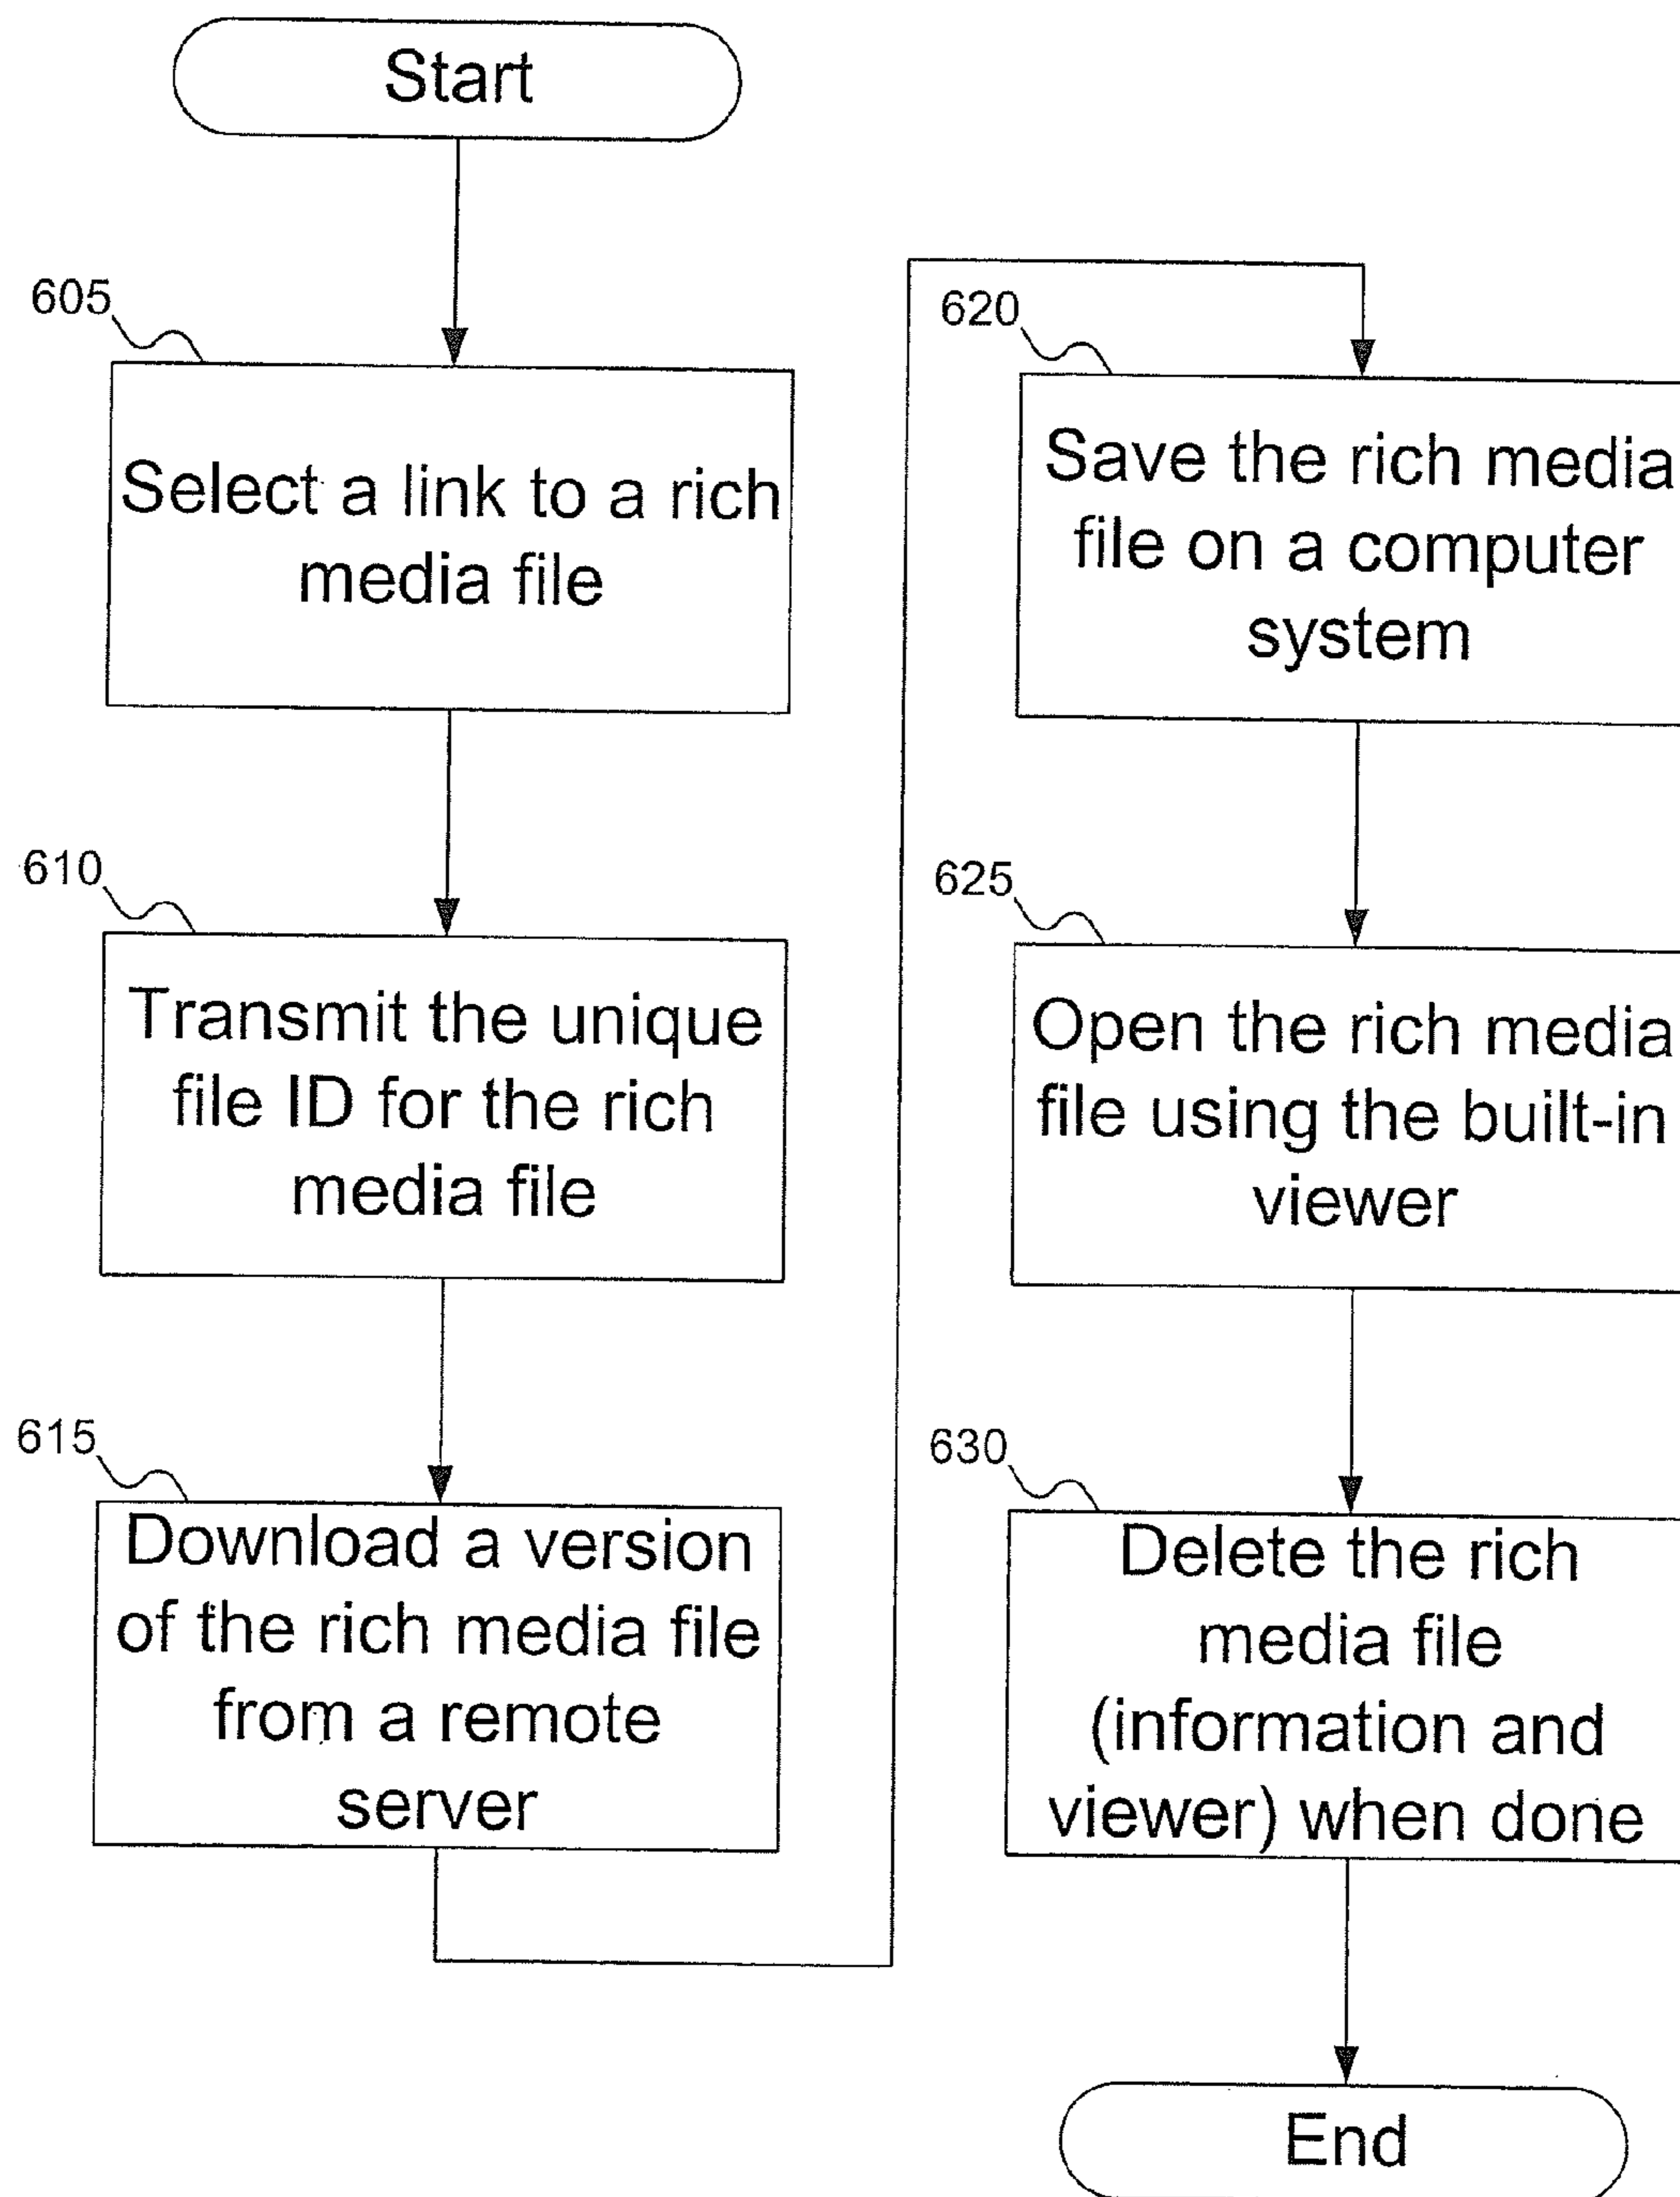 Start
605
Select a link to a rich
media file
610
Transmit the unique
file ID for the rich
media file
615
Download a version
of the rich media file
from a remote
server
620
Save the rich media
file on a computer
system
625
Open the rich media
file using the built-in
viewer
630
Delete the rich
media file
(information and
viewer) when done
End